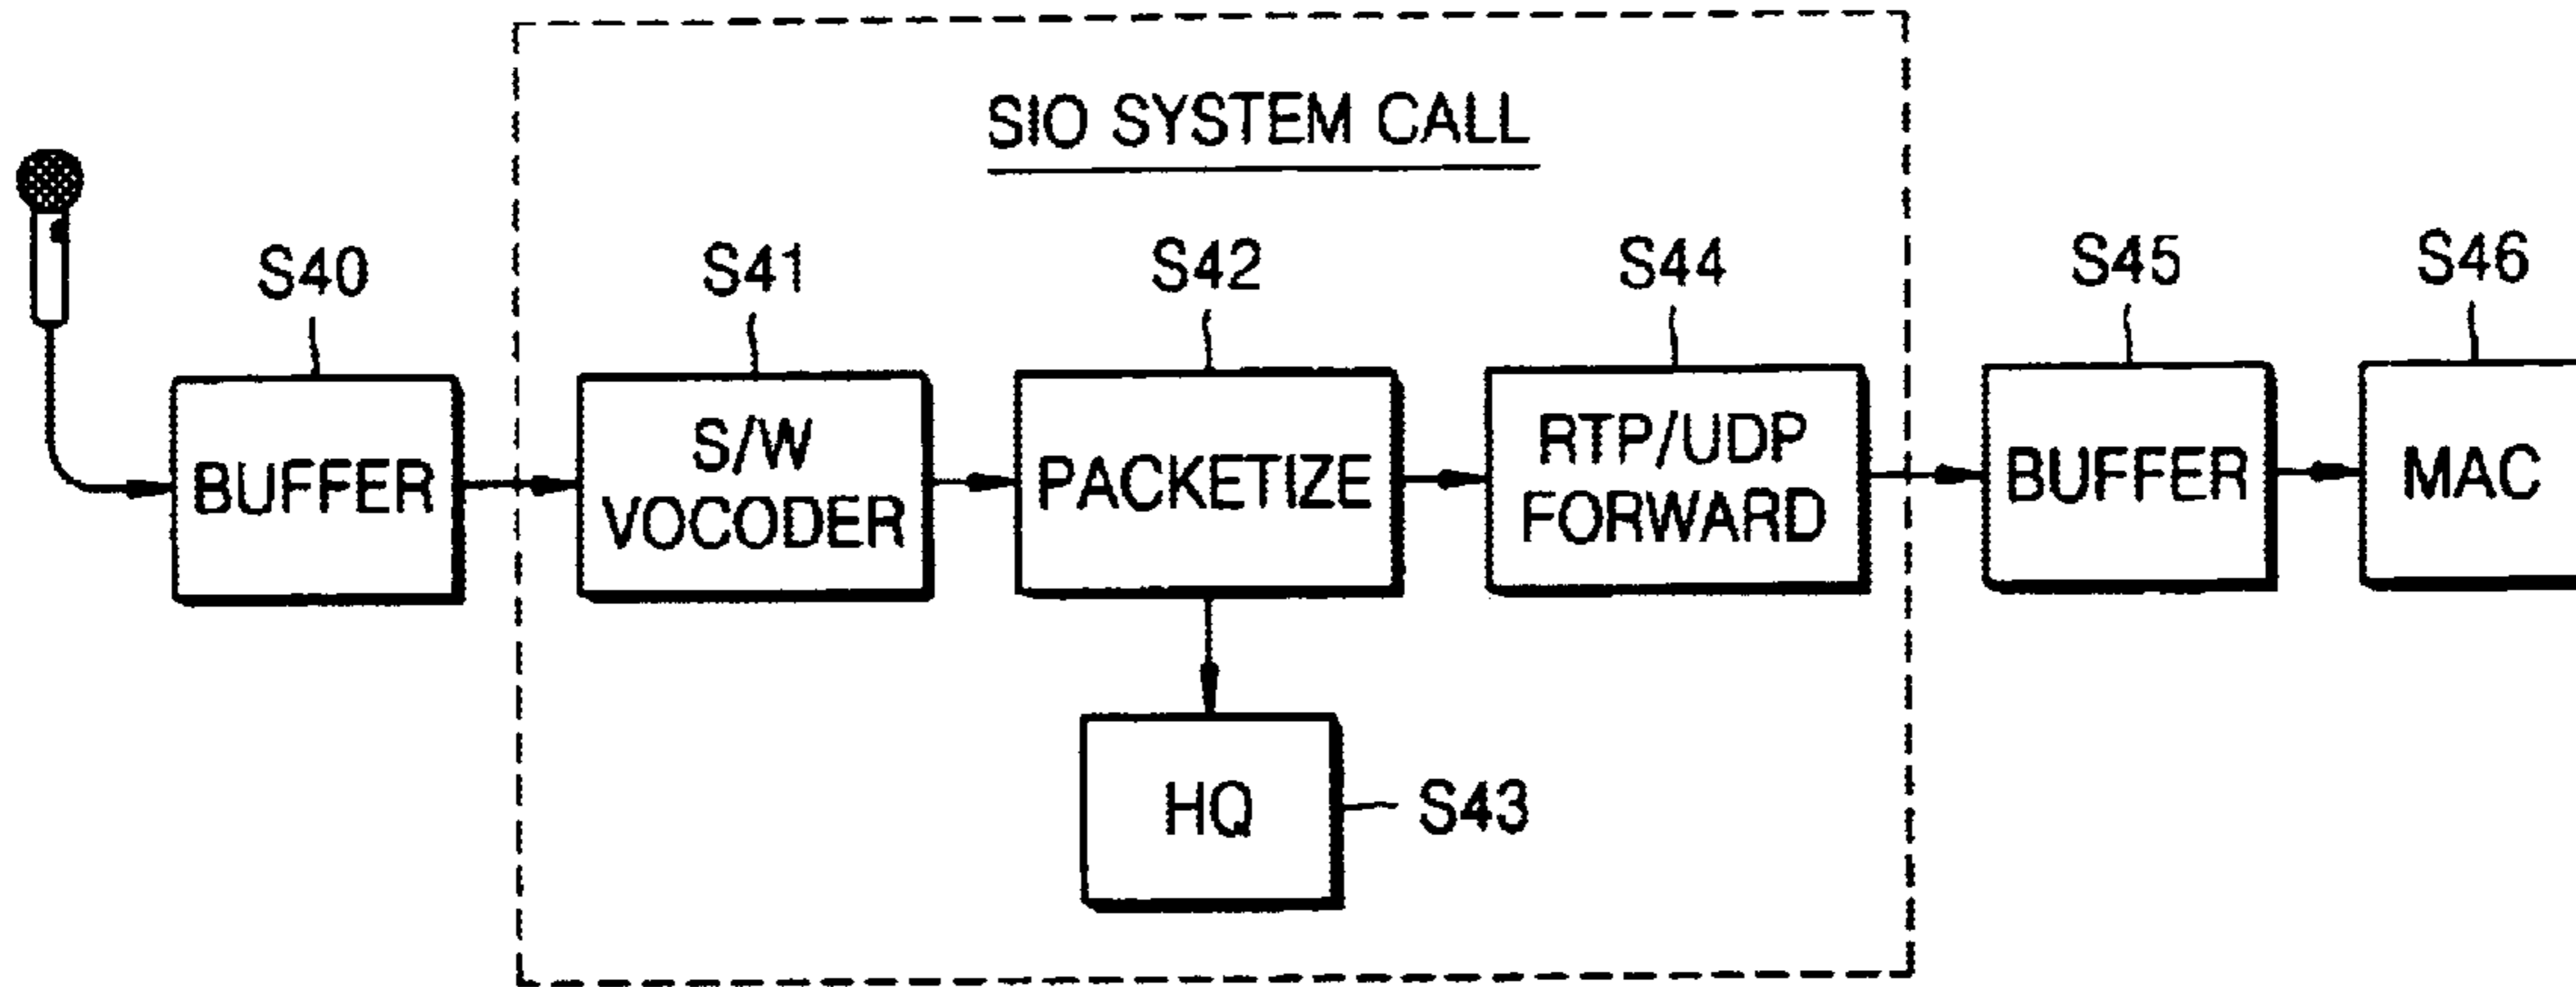 SIO SYSTEM CALL
S40
S41
S42
S44
S45
S46
BUFFER
S/W
VOCODER
PACKETIZE
RTP/UDP
FORWARD
BUFFER
MAC
HQ
S43